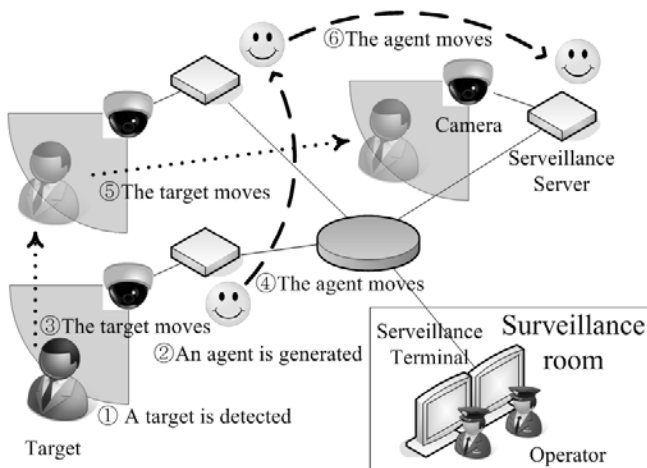 ⑥The agent moves
Camera
Serveillance
Server
⑤The target moves
④The agent moves
③The target moves
②An agent is generated
① A target is detected
Target
Surveillance
room
Serveillance
Terminal
Operator